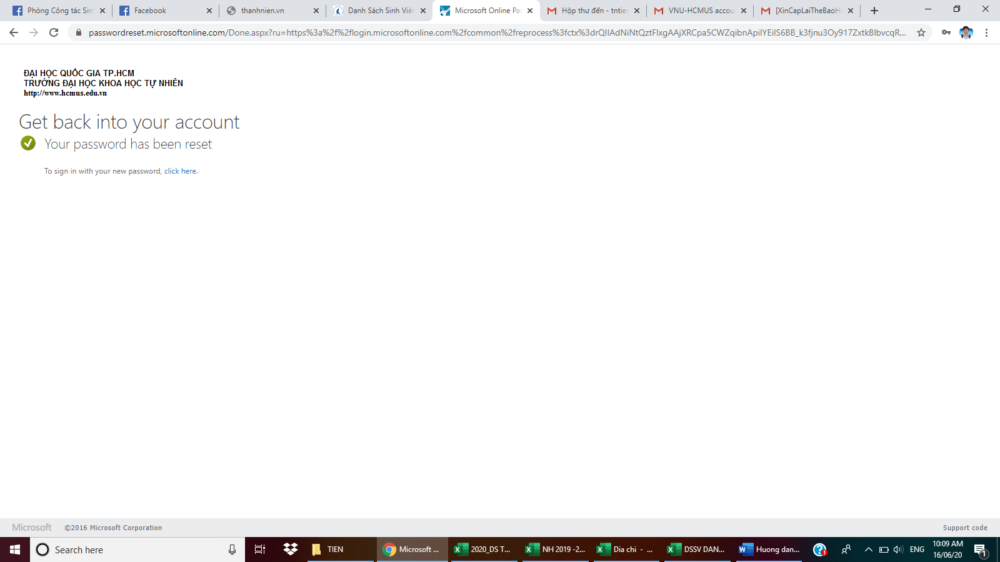 Phòng Công tác Sin
Facebook
thanhnien.vn
Danh Sách Sinh Viên
Microsoft Online Pa
Hộp thư đến - tntien
VNU-HCMUS accou
[XinCapLaiTheBaoHi
passwordreset.microsoftonline.com/Done.aspx?ru=https%3a%2f%2flogin.microsoftonline.com%2fcommon%2freprocess%3fctx%3drQIIAdNiNtQztFIxgAAjXRCpa5CWZqibnApiIYEiIS6BB_k3fjnu3Oy917ZxtkBIbvcqR...
ĐẠI HỌC QUỐC GIA TP.HCM
TRƯỜNG ĐẠI HỌC KHOA HỌC TỰ NHIÊN
http://www.hcmus.edu.vn
Get back into your account
Your password has been reset
To sign in with your new password, click here.
Microsoft ©2016 Microsoft Corporation
Support code
Search here
TIEN
Microsoft ...
2020_DS T...
NH 2019 -2...
Dia chi - ...
DSSV DAN...
Huong dan...
ENG
10:09 AM
16/06/20
1